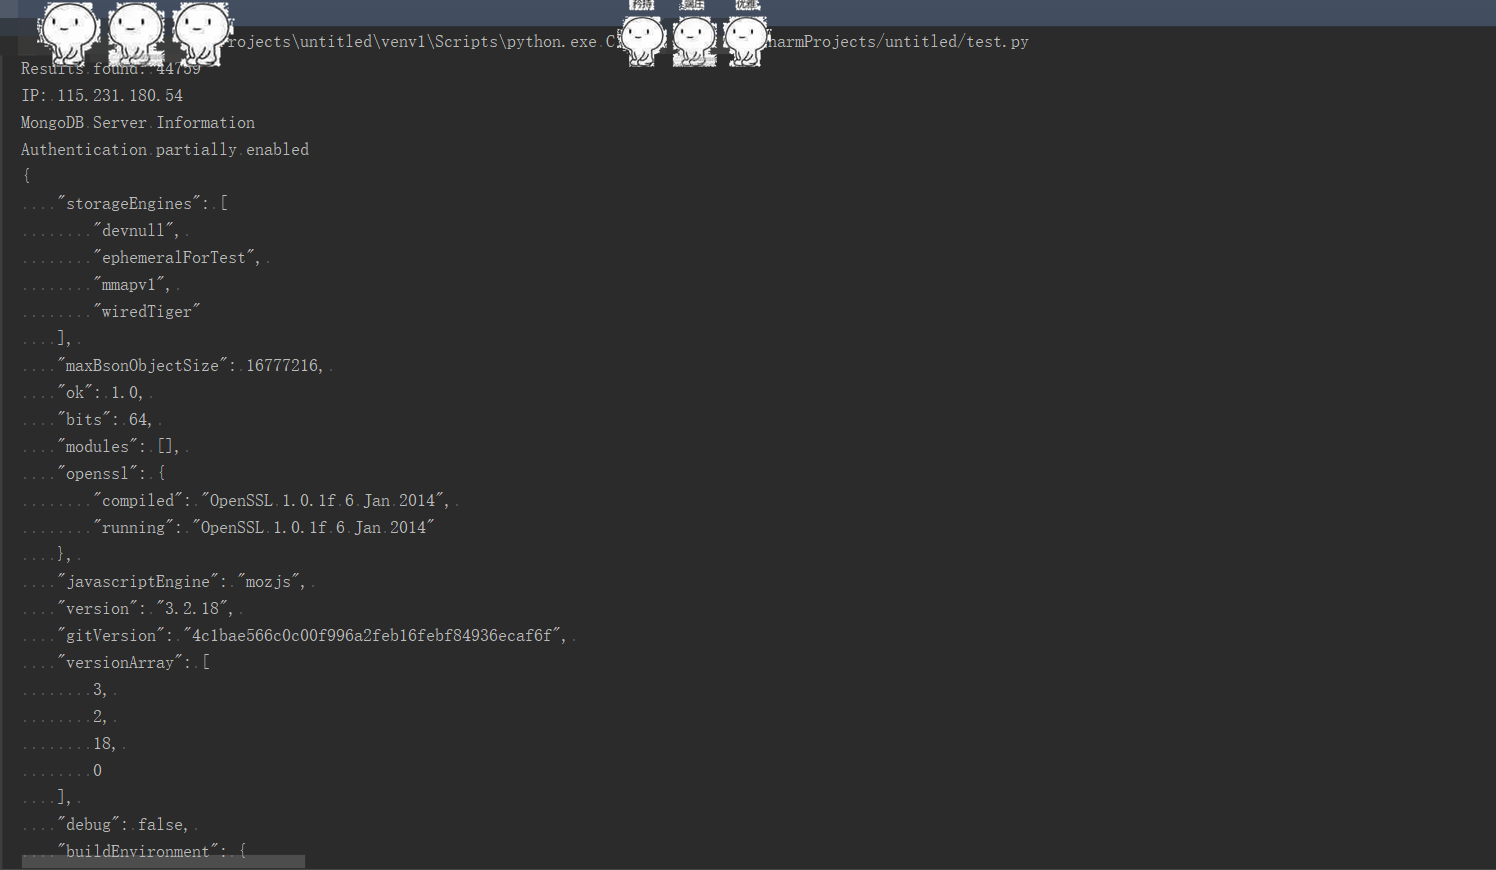 rojects\untitled\venv1\Scripts\python.exe C harmProjects/untitled/test.py
Results found: 44759
IP: 115.231.180.54
MongoDB Server Information
Authentication partially enabled
{
    "storageEngines": [
        "devnull",
        "ephemeralForTest",
        "mmapv1",
        "wiredTiger"
    ],
    "maxBsonObjectSize": 16777216,
    "ok": 1.0,
    "bits": 64,
    "modules": [],
    "openssl": {
        "compiled": "OpenSSL 1.0.1f 6 Jan 2014",
        "running": "OpenSSL 1.0.1f 6 Jan 2014"
    },
    "javascriptEngine": "mozjs",
    "version": "3.2.18",
    "gitVersion": "4c1bae566c0c00f996a2feb16febf84936ecaf6f",
    "versionArray": [
        3,
        2,
        18,
        0
    ],
    "debug": false,
    "buildEnvironment": {